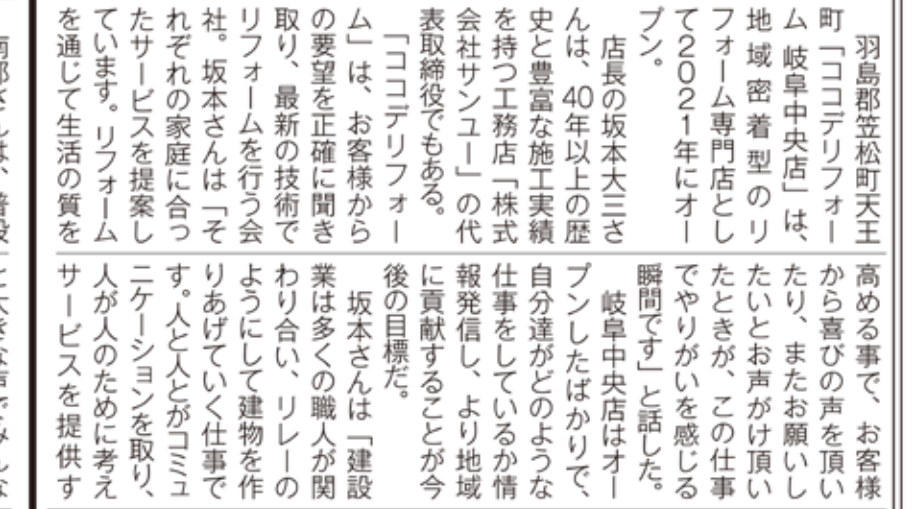 羽島郡笠松町天王
町「ココデリフォー
ム 岐阜中央店」は、
地域密着型のリ
フォーム専門店とし
て2021年にオー
プン。
店長の坂本大三さ
んは、40年以上の歴
史と豊富な施工実績
を持つ工務店「株式
会社サンユー」の代
表取締役でもある。
「ココデリフォー
ム」は、お客様から
の要望を正確に聞き
取り、最新の技術で
リフォームを行う会
社。坂本さんは「そ
れぞれの家庭に合っ
たサービスを提案し
ています。リフォーム
を通じて生活の質を
高める事で、お客様
から喜びの声を頂い
たり、またお願いし
たいとお声がけ頂い
たときが、この仕事
でやりがいを感じる
瞬間です」と話した。
岐阜中央店はオー
プンしたばかりで、
自分達がどのような
仕事をしているか情
報発信し、より地域
に貢献することが今
後の目標だ。
坂本さんは「建設
業は多くの職人が関
わり合い、リレーの
ようにして建物を作
りあげていく仕事で
す。人と人とがコミュ
ニケーションを取り、
人が人のために考え
サービスを提供す